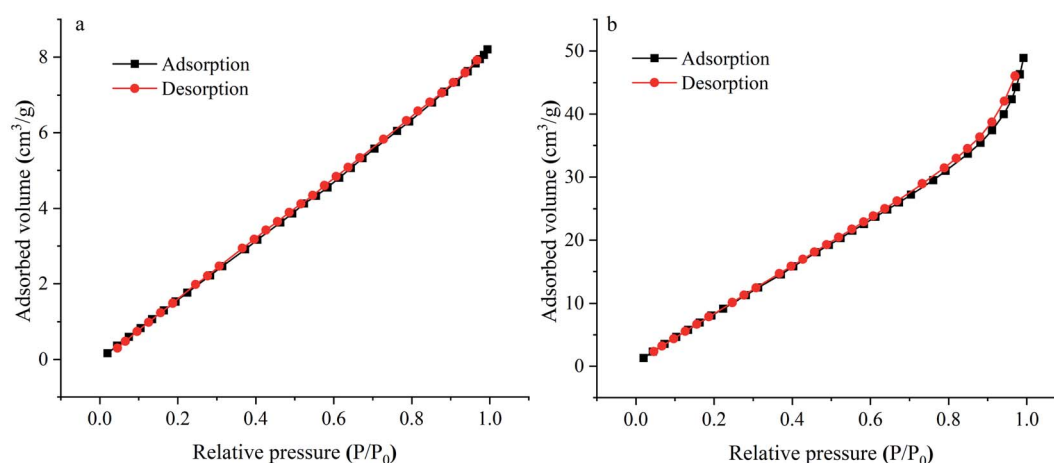 a
Adsorption
Desorption
8
6
4
2
0
Adsorbed volume (cm³/g)
0.0 0.2 0.4 0.6 0.8 1.0
Relative pressure (P/P₀)
b
Adsorption
Desorption
50
40
30
20
10
0
Adsorbed volume (cm³/g)
0.0 0.2 0.4 0.6 0.8 1.0
Relative pressure (P/P₀)